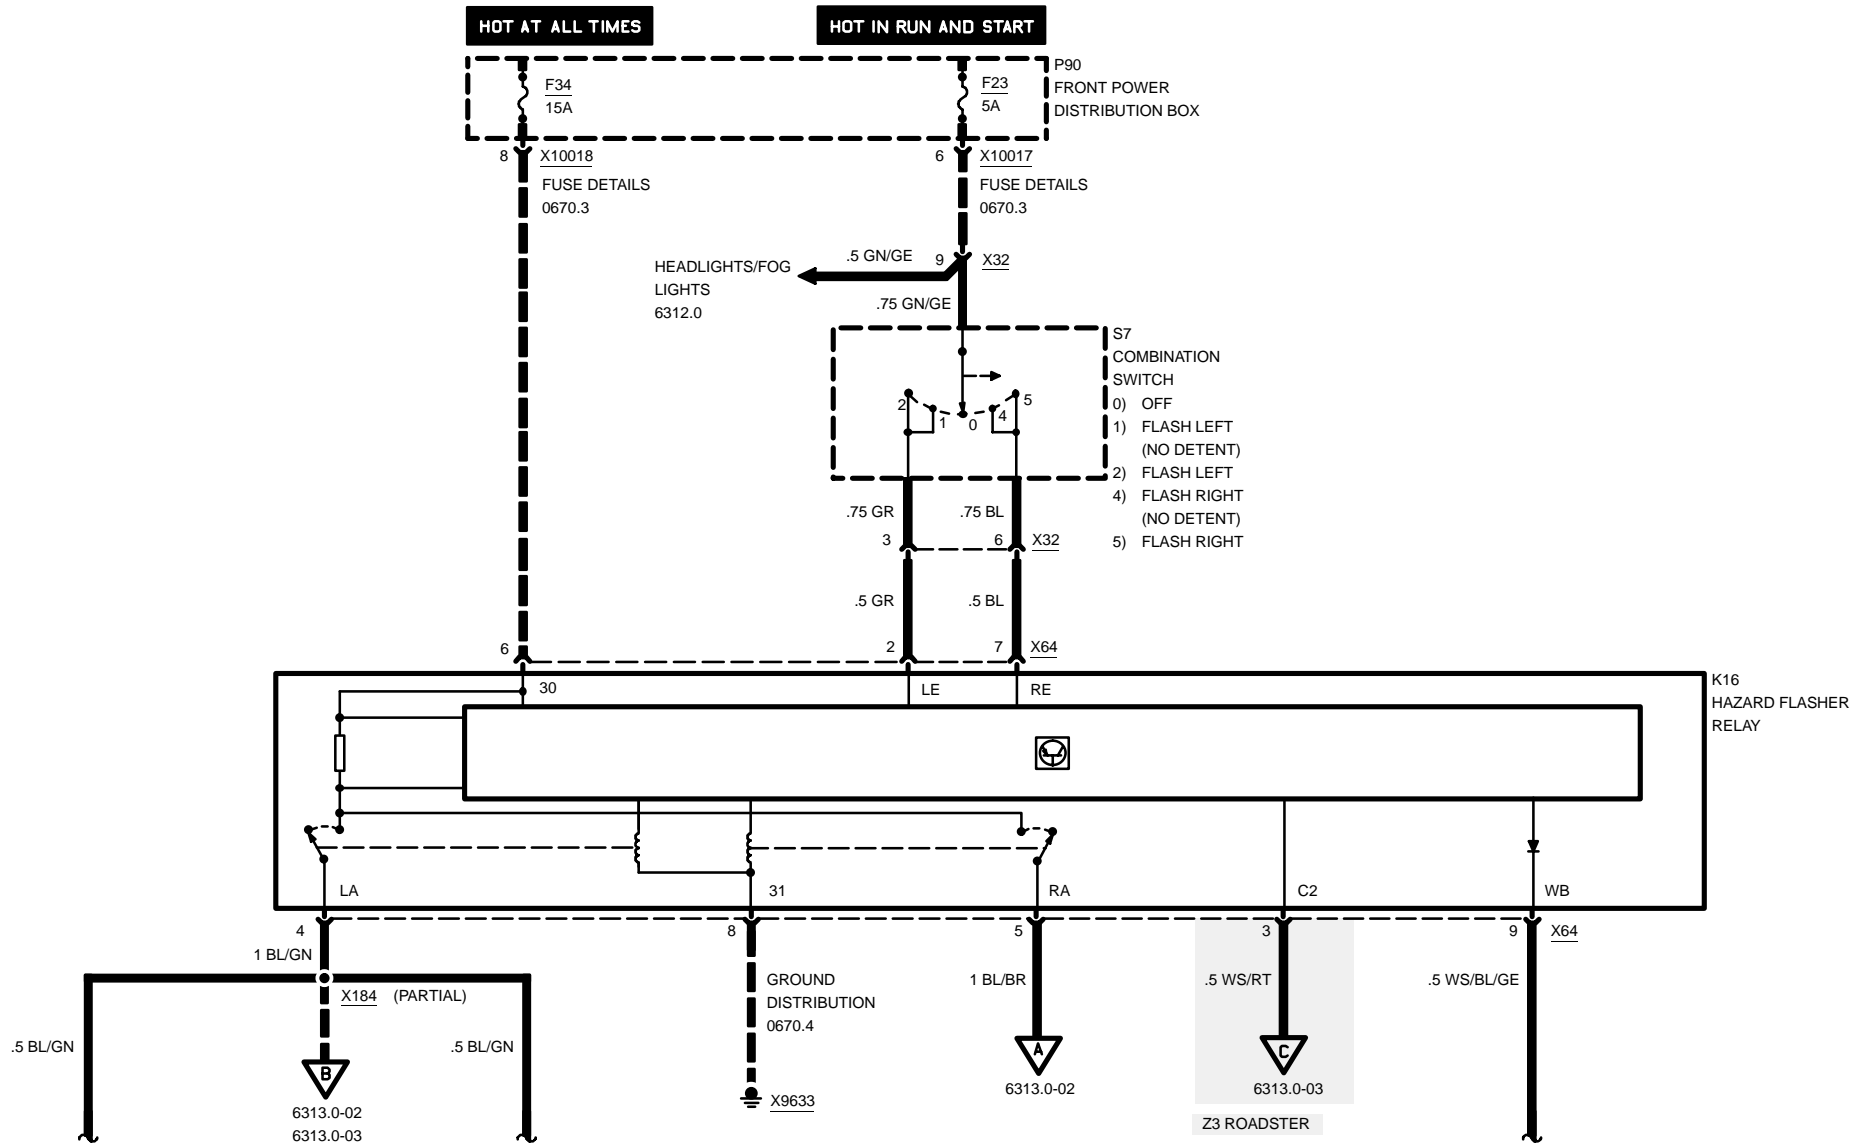 HOT AT ALL TIMES
HOT IN RUN AND START
F34
15A
F23
5A
P90
FRONT POWER
DISTRIBUTION BOX
8
X10018
FUSE DETAILS
0670.3
6
X10017
FUSE DETAILS
0670.3
HEADLIGHTS/FOG
LIGHTS
6312.0
.5 GN/GE
9
X32
.75 GN/GE
2
1
0
4
5
S7
COMBINATION
SWITCH
0) OFF
1) FLASH LEFT
(NO DETENT)
2) FLASH LEFT
4) FLASH RIGHT
(NO DETENT)
5) FLASH RIGHT
.75 GR
.75 BL
3
6
X32
.5 GR
.5 BL
6
2
7
X64
30
LE
RE
K16
HAZARD FLASHER
RELAY
LA
31
RA
C2
WB
4
8
5
3
9
X64
1 BL/GN
X184 (PARTIAL)
.5 BL/GN
.5 BL/GN
B
6313.0-02
6313.0-03
GROUND
DISTRIBUTION
0670.4
X9633
1 BL/BR
A
6313.0-02
.5 WS/RT
C
6313.0-03
Z3 ROADSTER
.5 WS/BL/GE